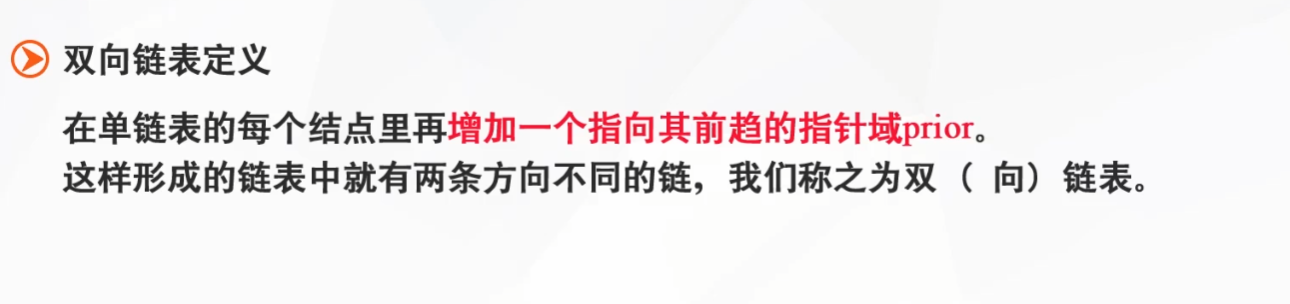 双向链表定义
在单链表的每个结点里再增加一个指向其前趋的指针域prior。
这样形成的链表中就有两条方向不同的链，我们称之为双（ 向）链表。